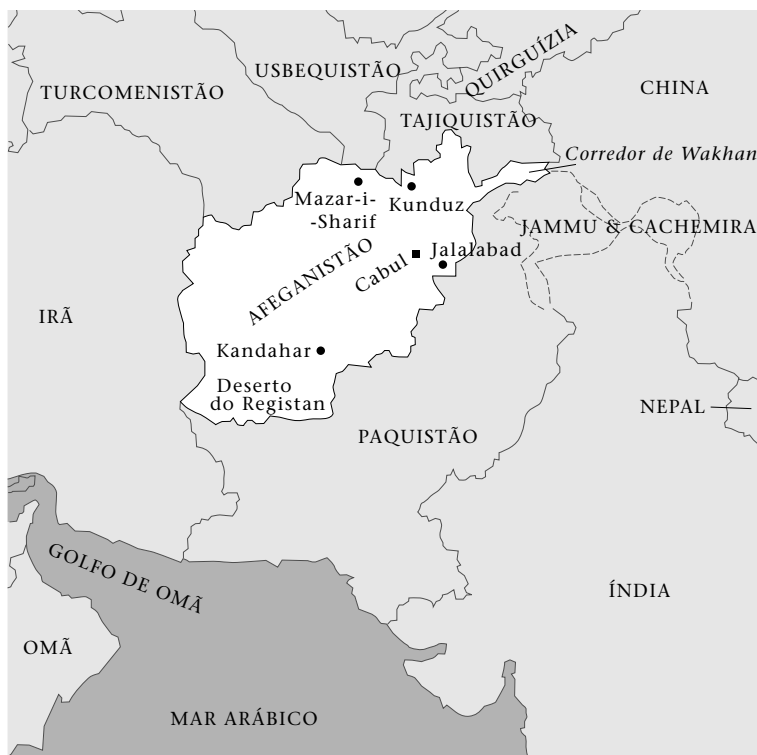 QUIRGUÍZIA
USBEQUISTÃO
TURCOMENISTÃO
CHINA
TAJIQUISTÃO
Corredor de Wakhan
Mazar-i-
-Sharif
Kunduz
JAMMU & CACHEMIRA
Jalalabad
Cabul
AFEGANISTÃO
IRÃ
Kandahar
Deserto
do Registan
NEPAL
PAQUISTÃO
GOLFO DE OMÃ
ÍNDIA
OMÃ
MAR ARÁBICO